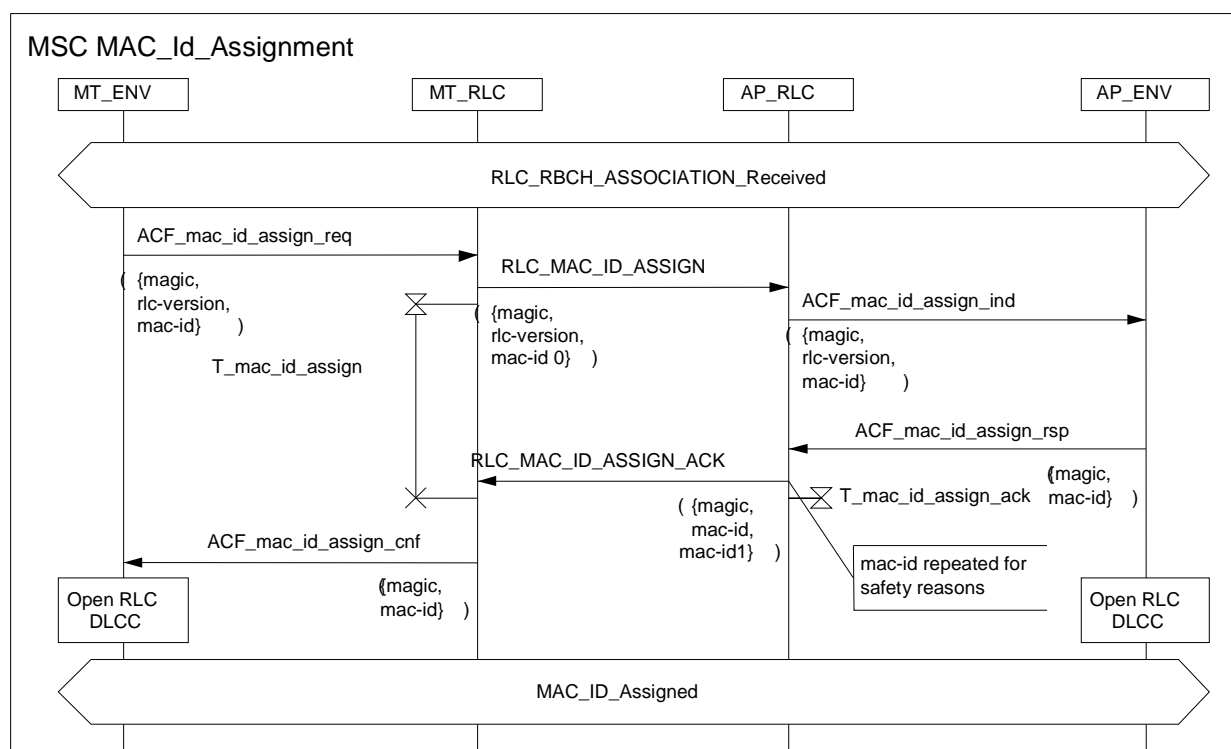 MSC MAC_Id_Assignment
MT_ENV
MT_RLC
AP_RLC
AP_ENV
RLC_RBCH_ASSOCIATION_Received
ACF_mac_id_assign_req
( {magic,
rlc-version,
mac-id} )
RLC_MAC_ID_ASSIGN
( {magic,
rlc-version,
mac-id 0} )
T_mac_id_assign
ACF_mac_id_assign_ind
( {magic,
rlc-version,
mac-id} )
ACF_mac_id_assign_rsp
( {magic,
mac-id} )
RLC_MAC_ID_ASSIGN_ACK
( {magic,
mac-id,
mac-id1} )
T_mac_id_assign_ack
mac-id repeated for
safety reasons
ACF_mac_id_assign_cnf
( {magic,
mac-id} )
Open RLC
DLCC
Open RLC
DLCC
MAC_ID_Assigned